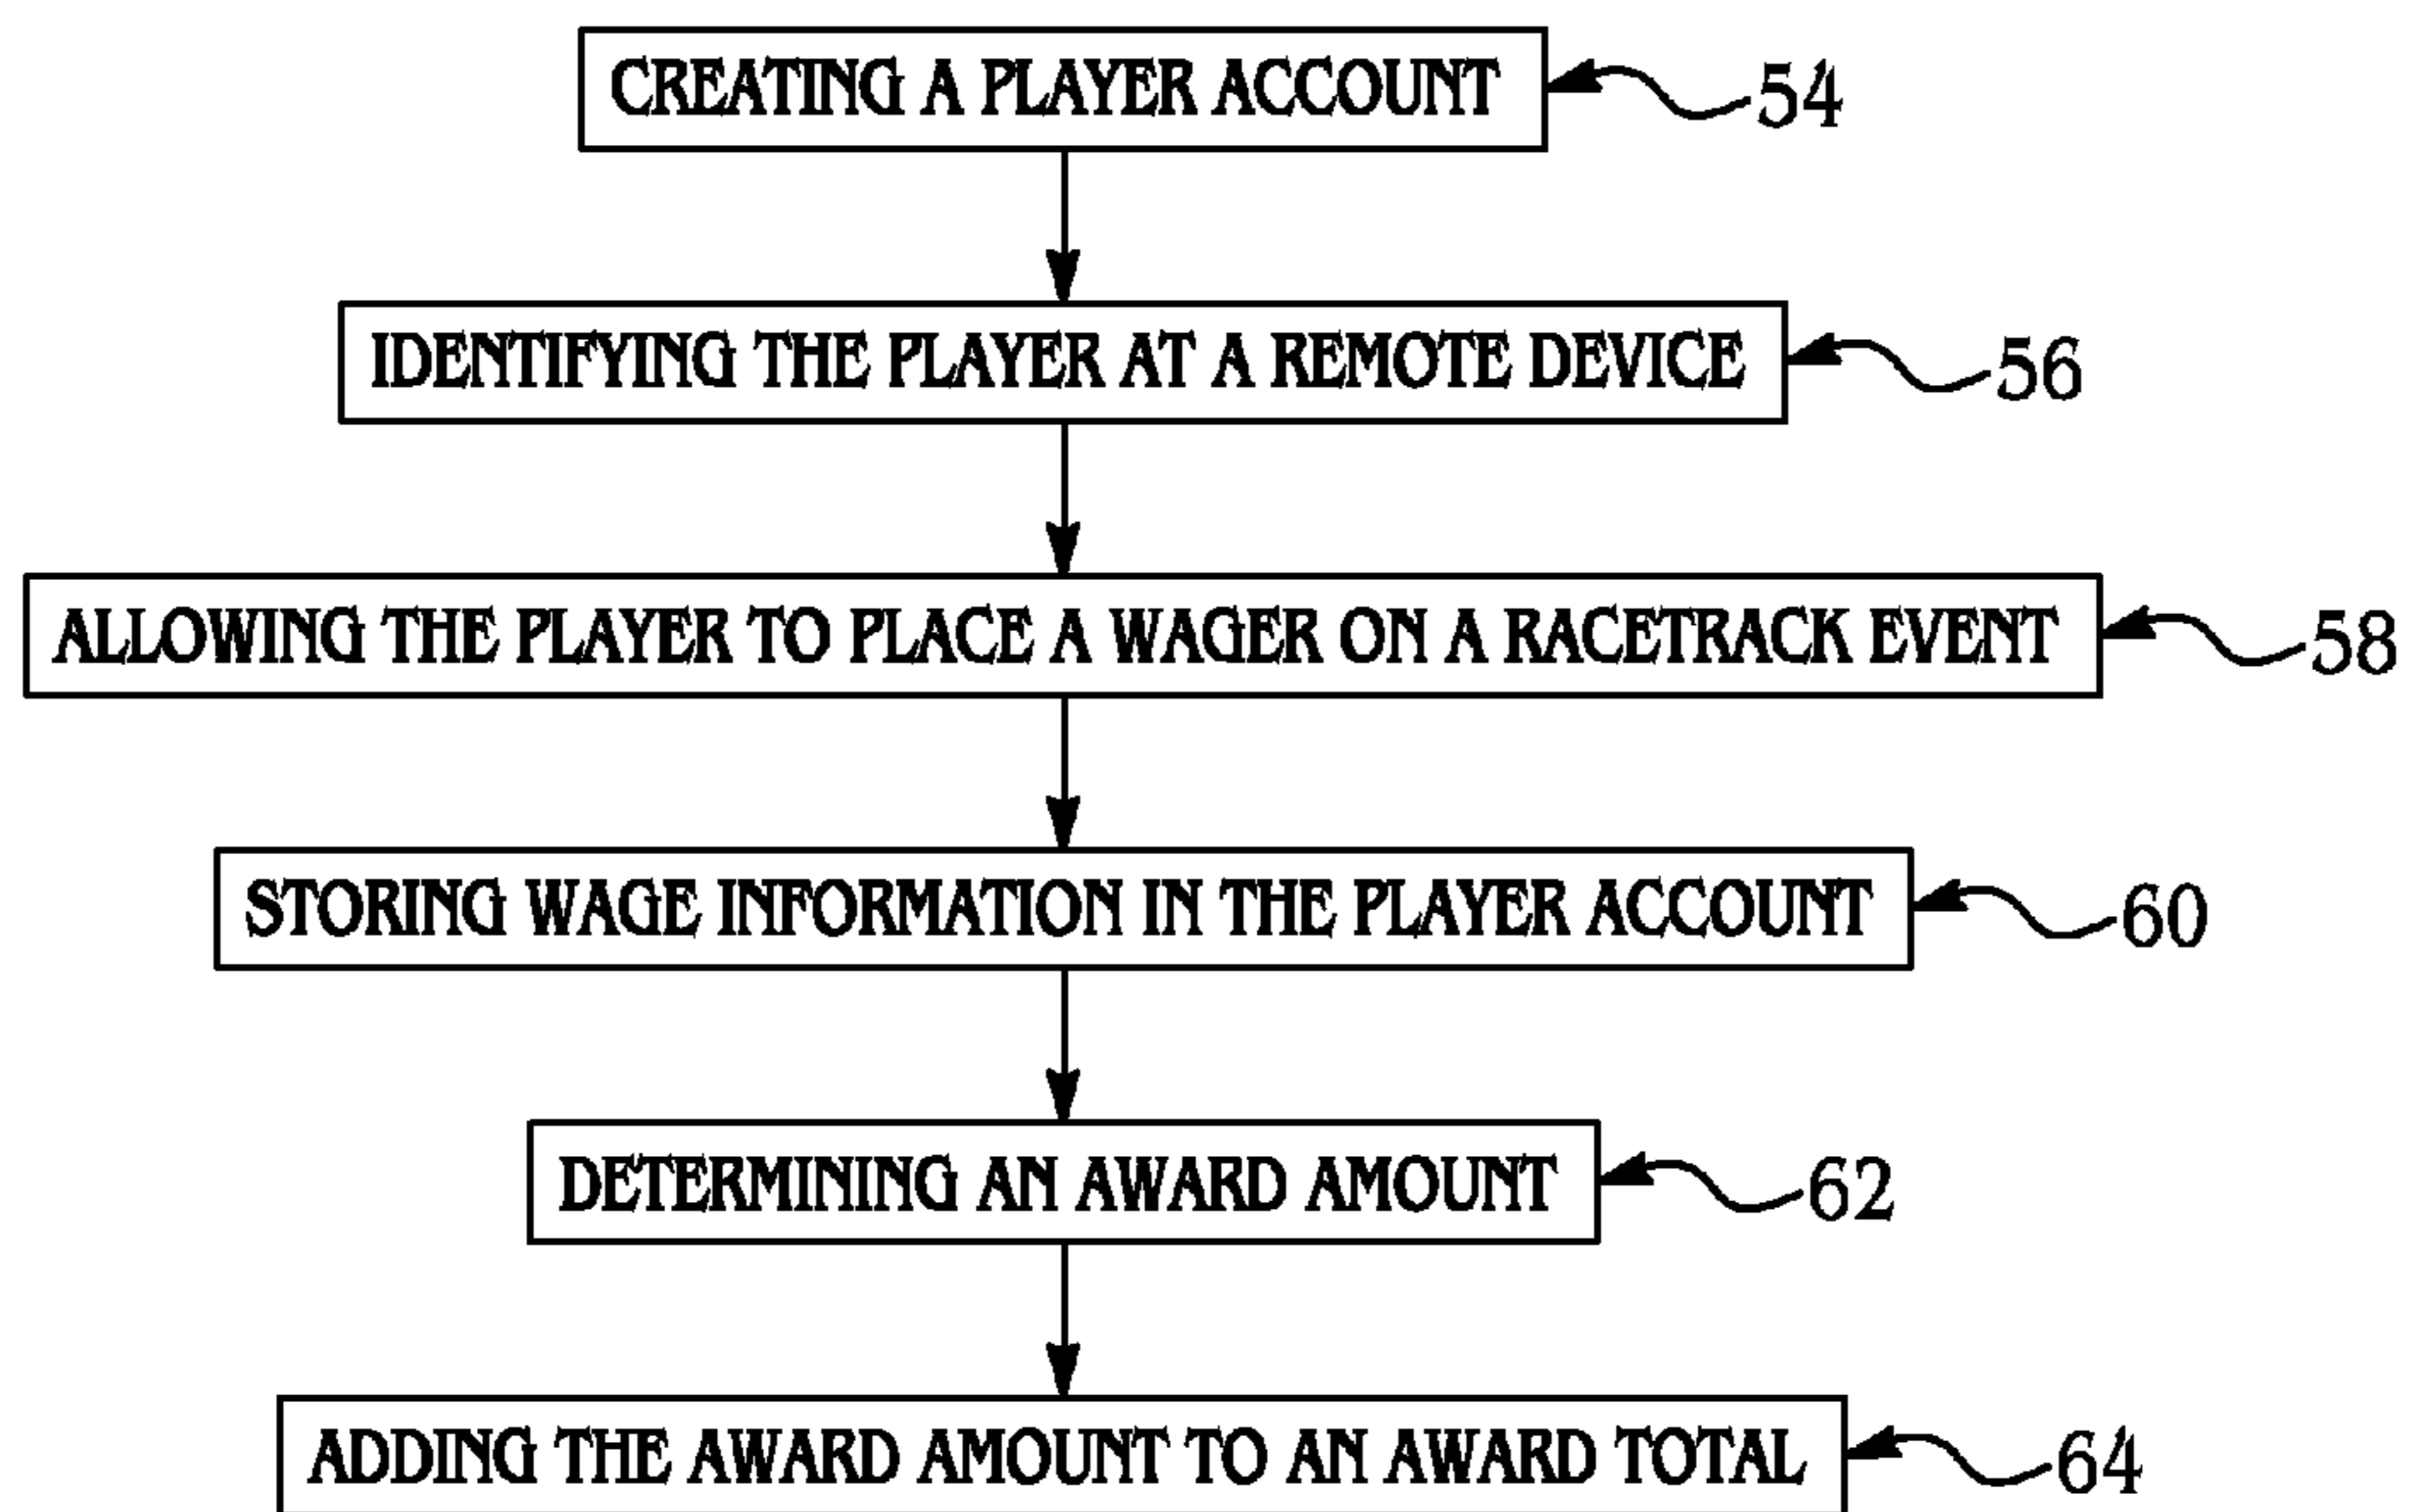 CREATING A PLAYER ACCOUNT
54
IDENTIFYING THE PLAYER AT A REMOTE DEVICE
56
ALLOWING THE PLAYER TO PLACE A WAGER ON A RACETRACK EVENT
58
STORING WAGE INFORMATION IN THE PLAYER ACCOUNT
60
DETERMINING AN AWARD AMOUNT
62
ADDING THE AWARD AMOUNT TO AN AWARD TOTAL
64